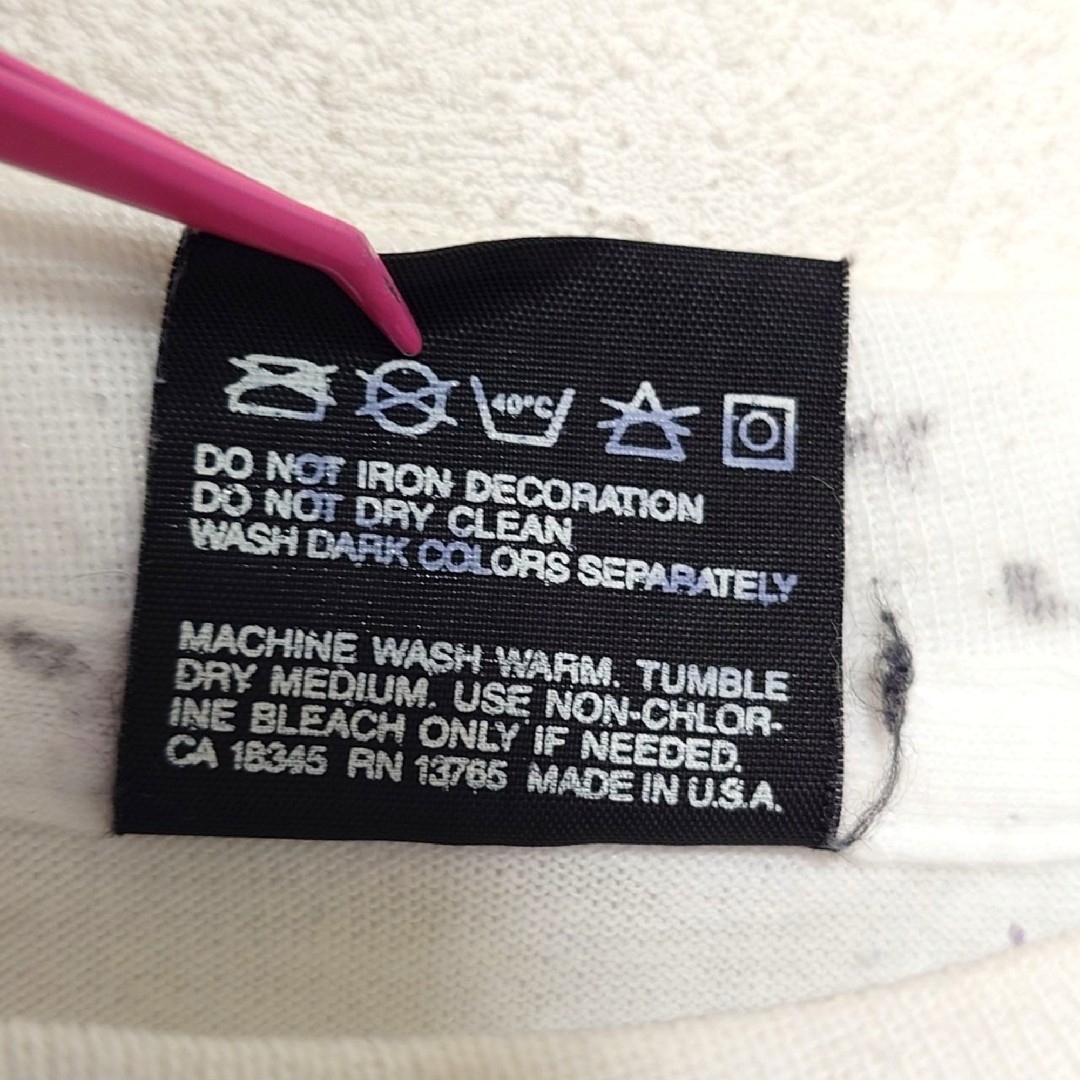 40°C
DO NOT IRON DECORATION
DO NOT DRY CLEAN
WASH DARK COLORS SEPARATELY
MACHINE WASH WARM. TUMBLE
DRY MEDIUM. USE NON-CHLOR-
INE BLEACH ONLY IF NEEDED.
CA 18345 RN 13765 MADE IN U.S.A.